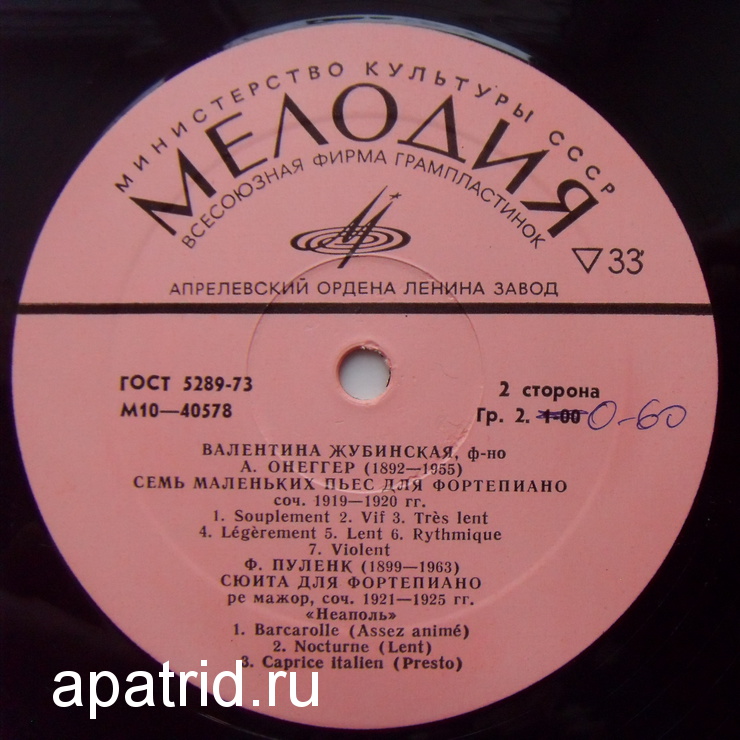 МИНИСТЕРСТВО КУЛЬТУРЫ СССР
МЕЛОДИЯ
ВСЕСОЮЗНАЯ ФИРМА ГРАМПЛАСТИНОК
33
АПРЕЛЕВСКИЙ ОРДЕНА ЛЕНИНА ЗАВОД
ГОСТ 5289-73
М10—40578
2 сторона
Гр. 2. 1-00 0-60
ВАЛЕНТИНА ЖУБИНСКАЯ, ф-но
А. ОНЕГГЕР (1892—1955)
СЕМЬ МАЛЕНЬКИХ ПЬЕС ДЛЯ ФОРТЕПИАНО
соч. 1919—1920 гг.
1. Souplement 2. Vif 3. Très lent
4. Légèrement 5. Lent 6. Rythmique
7. Violent
Ф. ПУЛЕНК (1899—1963)
СЮИТА ДЛЯ ФОРТЕПИАНО
ре мажор, соч. 1921—1925 гг.
«Неаполь»
1. Barcarolle (Assez animé)
2. Nocturne (Lent)
3. Caprice italien (Presto)
apatrid.ru